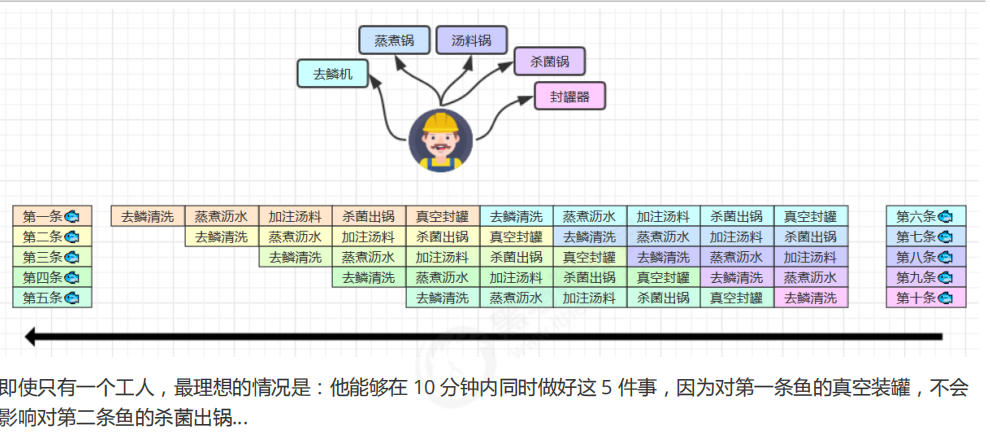 蒸煮锅 汤料锅
杀菌锅
去鳞机
封罐器
第一条 去鳞清洗 蒸煮沥水 加注汤料 杀菌出锅 真空封罐 去鳞清洗 蒸煮沥水 加注汤料 杀菌出锅 真空封罐 第六条
第二条 去鳞清洗 蒸煮沥水 加注汤料 杀菌出锅 真空封罐 去鳞清洗 蒸煮沥水 加注汤料 杀菌出锅 第七条
第三条 去鳞清洗 蒸煮沥水 加注汤料 杀菌出锅 真空封罐 去鳞清洗 蒸煮沥水 加注汤料 第八条
第四条 去鳞清洗 蒸煮沥水 加注汤料 杀菌出锅 真空封罐 去鳞清洗 蒸煮沥水 第九条
第五条 去鳞清洗 蒸煮沥水 加注汤料 杀菌出锅 真空封罐 去鳞清洗 第十条
即使只有一个工人，最理想的情况是：他能够在 10 分钟内同时做好这 5 件事，因为对第一条鱼的真空装罐，不会
影响对第二条鱼的杀菌出锅...